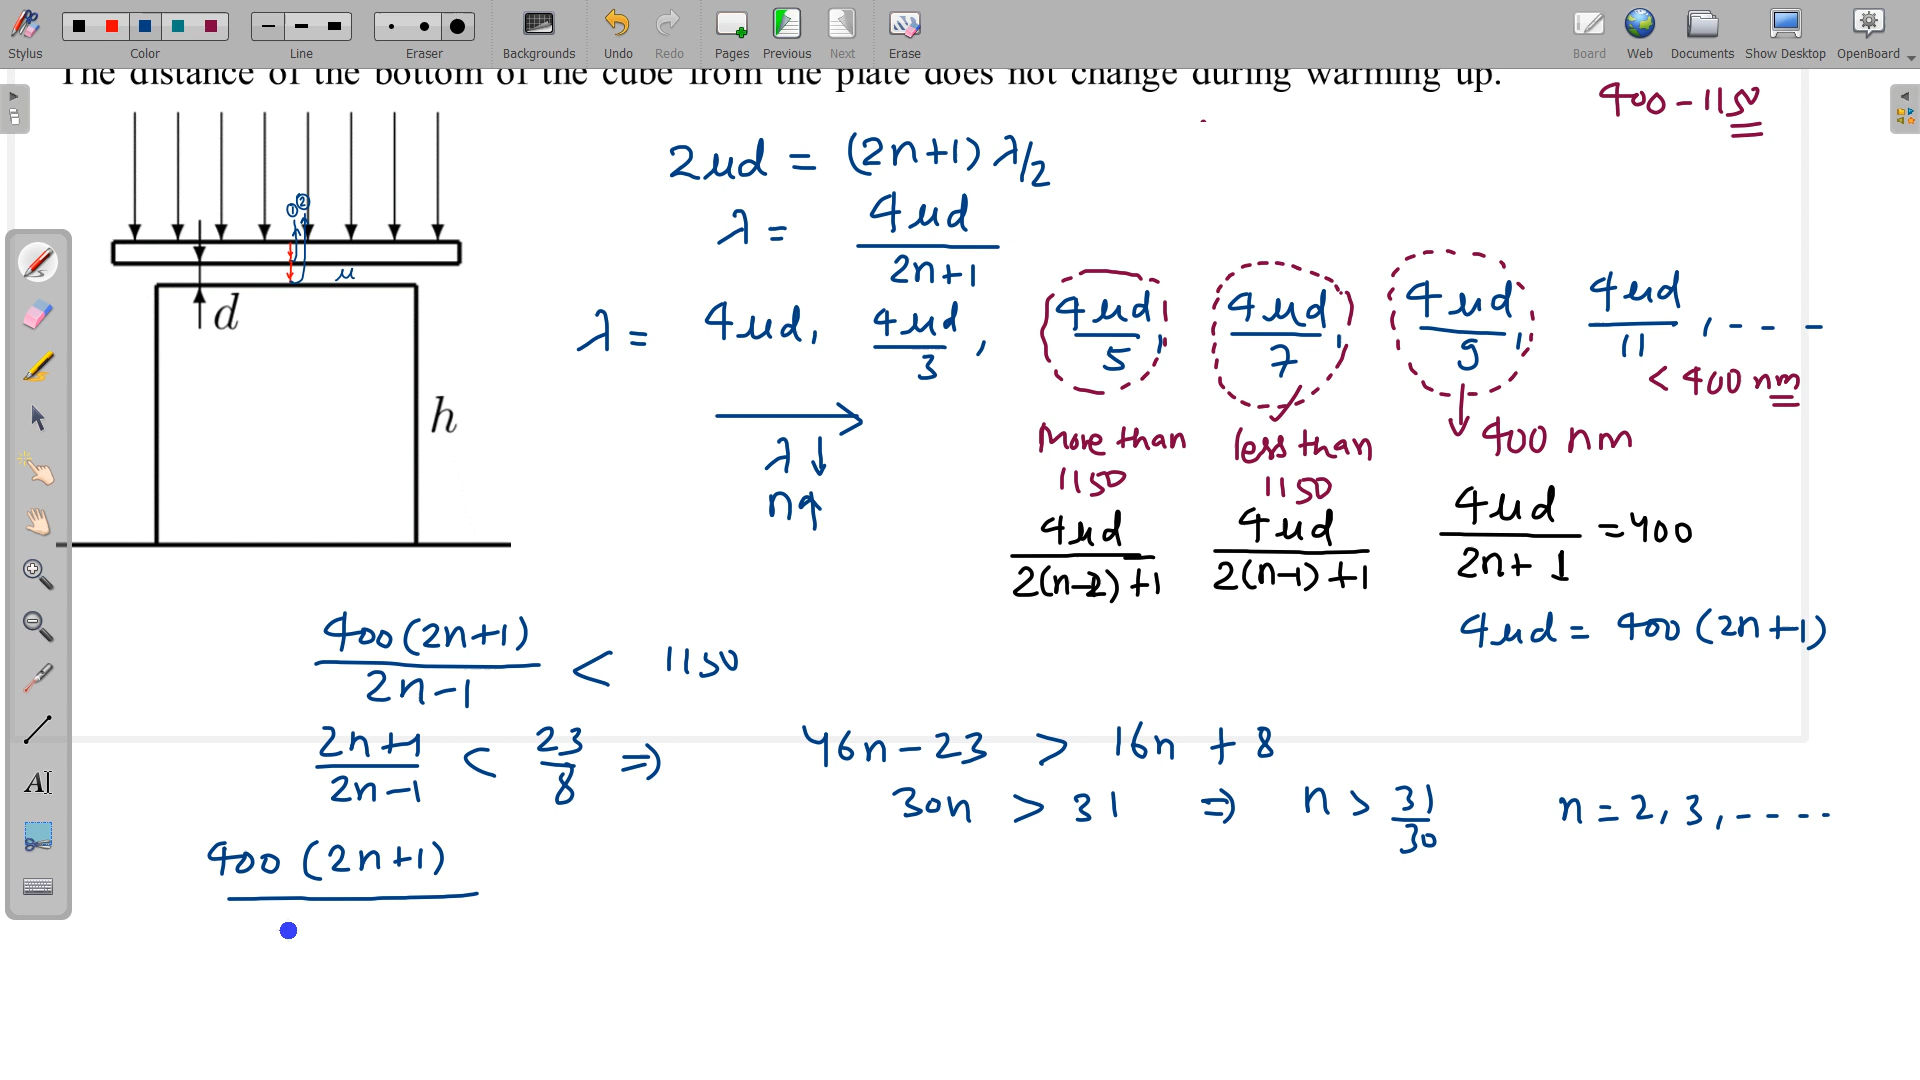 Stylus Color Line Eraser Backgrounds Undo Redo Pages Previous Next Erase Board Web Documents Show Desktop OpenBoard
The distance of the bottom of the cube from the plate does not change during warming up.
400 - 1150
① ②
μ
d
h
2μd = (2n+1) λ/2
λ = 4μd / 2n+1
λ = 4μd, 4μd/3, 4μd/5, 4μd/7, 4μd/9, 4μd/11, - - -
< 400 nm
λ↓
n↑
More than 1150
less than 1150
400 nm
4μd / 2(n-2)+1
4μd / 2(n-1)+1
4μd / 2n+1 = 400
4μd = 400 (2n+1)
400(2n+1) / 2n-1 < 1150
2n+1 / 2n-1 < 23/8 ⇒ 46n - 23 > 16n + 8
30n > 31 ⇒ n > 31/30 n = 2, 3, - - - -
400 (2n+1)
AI